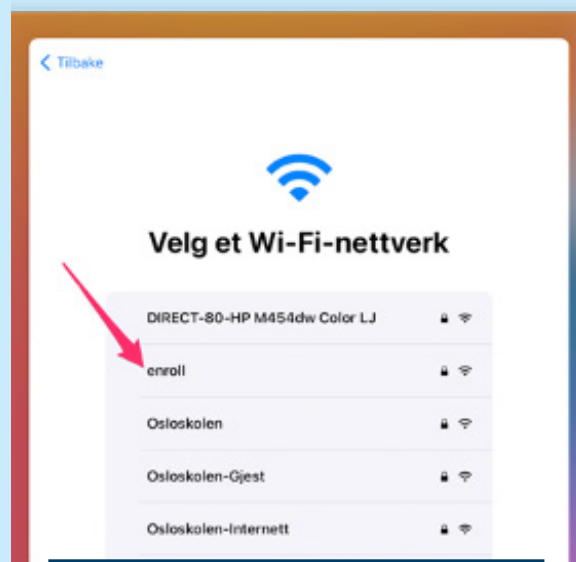 Tilbake
Velg et Wi-Fi-nettverk
DIRECT-80-HP M454dw Color LJ
enroll
Osloskolen
Osloskolen-Gjest
Osloskolen-Internett